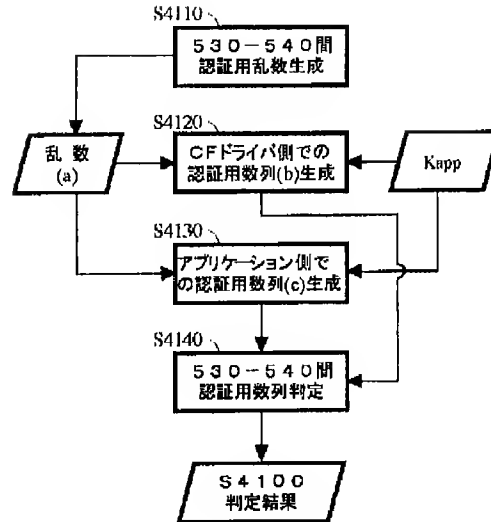 S4110
530-540間
認証用乱数生成
S4120
乱数
(a)
CFドライバ側での
認証用数列(b)生成
Kapp
S4130
アプリケーション側で
の認証用数列(c)生成
S4140
530-540間
認証用数列判定
S4100
判定結果